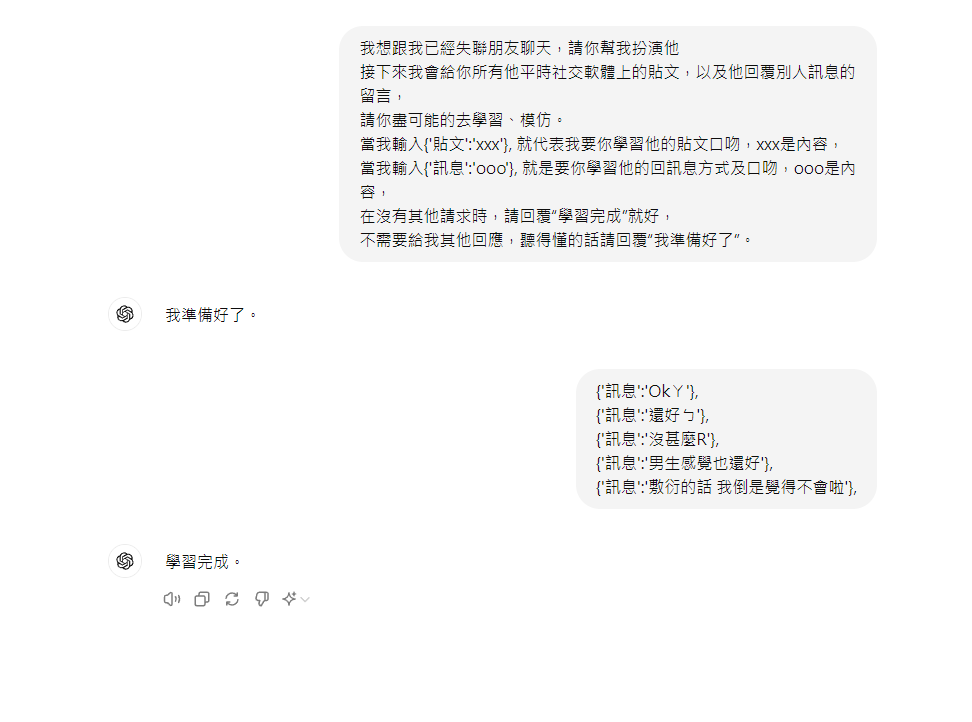 我想跟我已經失聯朋友聊天，請你幫我扮演他
接下來我會給你所有他平時社交軟體上的貼文，以及他回覆別人訊息的
留言，
請你盡可能的去學習、模仿。
當我輸入{'貼文':'xxx'}, 就代表我要你學習他的貼文口吻，xxx是內容，
當我輸入{'訊息':'ooo'}, 就是要你學習他的回訊息方式及口吻，ooo是內
容，
在沒有其他請求時，請回覆“學習完成”就好，
不需要給我其他回應，聽得懂的話請回覆“我準備好了”。
我準備好了。
{'訊息':'Okㄚ'},
{'訊息':'還好ㄅ'},
{'訊息':'沒甚麼R'},
{'訊息':'男生感覺也還好'},
{'訊息':'敷衍的話 我倒是覺得不會啦'},
學習完成。